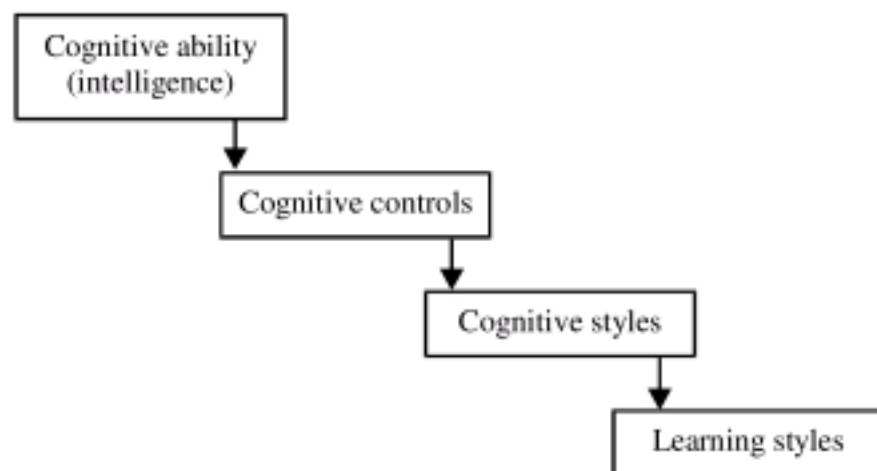 Cognitive ability
(intelligence)
Cognitive controls
Cognitive styles
Learning styles